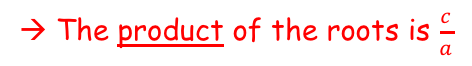 → The product of the roots is c/a